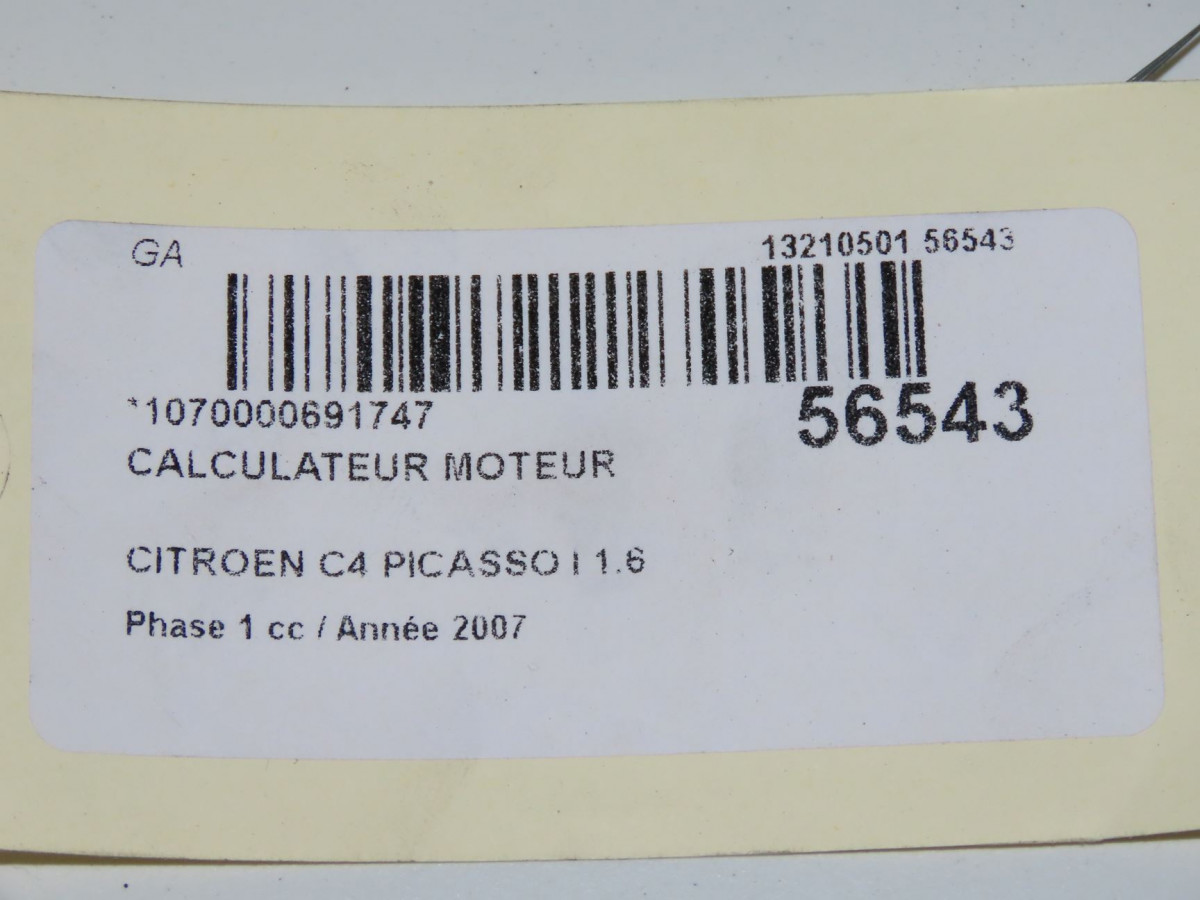 GA 13210501 56543
*1070000691747 56543
CALCULATEUR MOTEUR
CITROEN C4 PICASSO I 1.6
Phase 1 cc / Année 2007